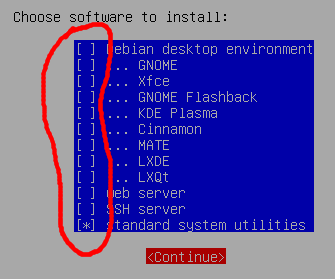 Choose software to install:
[ ] Debian desktop environment
[ ] ... GNOME
[ ] ... Xfce
[ ] ... GNOME Flashback
[ ] ... KDE Plasma
[ ] ... Cinnamon
[ ] ... MATE
[ ] ... LXDE
[ ] ... LXQt
[ ] web server
[ ] SSH server
[*] standard system utilities
<Continue>